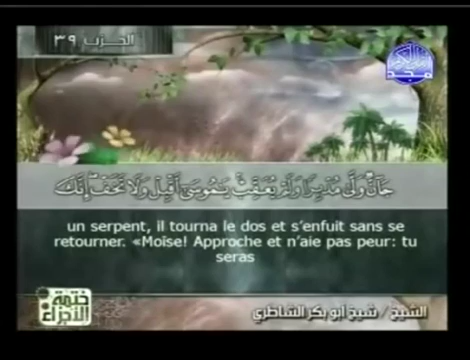 الحزب ٣٩
المجد
جَآنٌّ وَلَّىٰ مُدْبِرًا وَلَمْ يُعَقِّبْ يَٰمُوسَىٰٓ أَقْبِلْ وَلَا تَخَفْ إِنَّكَ
un serpent, il tourna le dos et s’enfuit sans se
retourner. «Moïse! Approche et n’aie pas peur: tu
seras
ختمة
الأجزاء
الشيخ / شيخ أبو بكر الشاطري